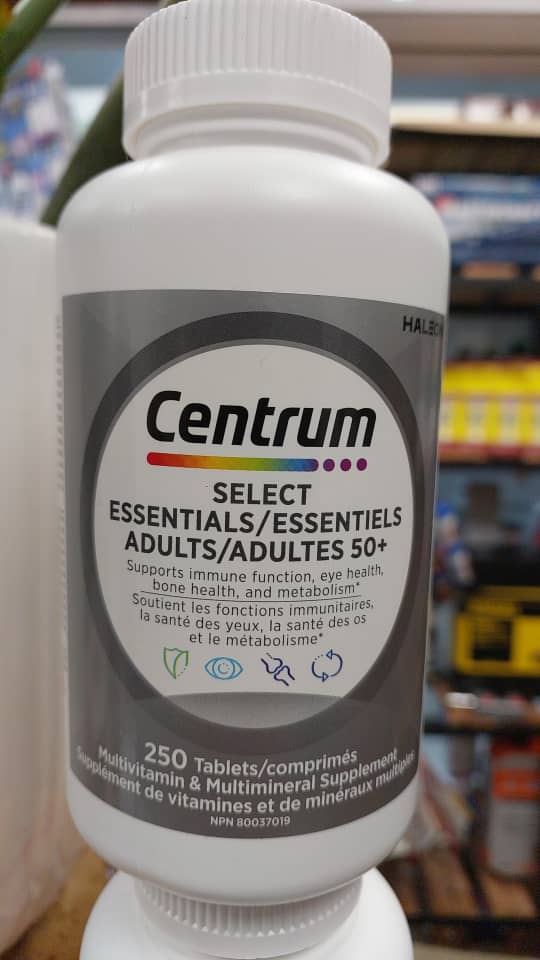 HALEON
Centrum
SELECT
ESSENTIALS/ESSENTIELS
ADULTS/ADULTES 50+
Supports immune function, eye health,
bone health, and metabolism*
Soutient les fonctions immunitaires,
la santé des yeux, la santé des os
et le métabolisme*
250 Tablets/comprimés
Multivitamin & Multimineral Supplement
Supplément de vitamines et de minéraux multiples
NPN 80037019